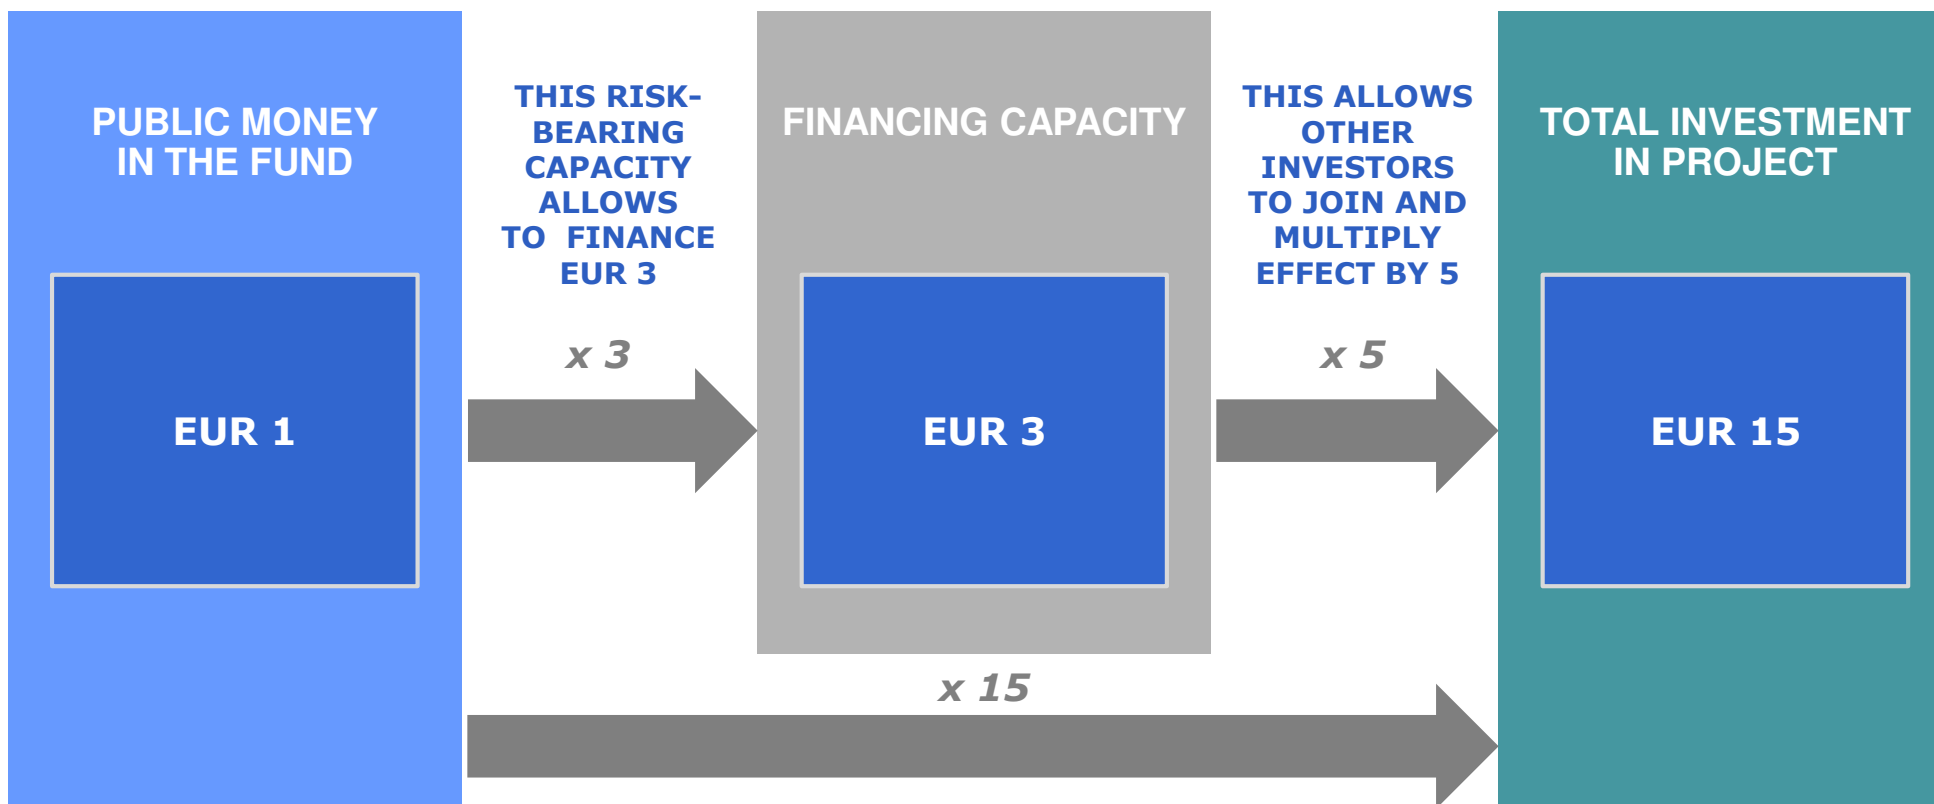 PUBLIC MONEY
IN THE FUND
EUR 1
THIS RISK-
BEARING
CAPACITY
ALLOWS
TO  FINANCE
EUR 3
x 3
FINANCING CAPACITY
EUR 3
THIS ALLOWS
OTHER
INVESTORS
TO JOIN AND
MULTIPLY
EFFECT BY 5
x 5
TOTAL INVESTMENT
IN PROJECT
EUR 15
x 15